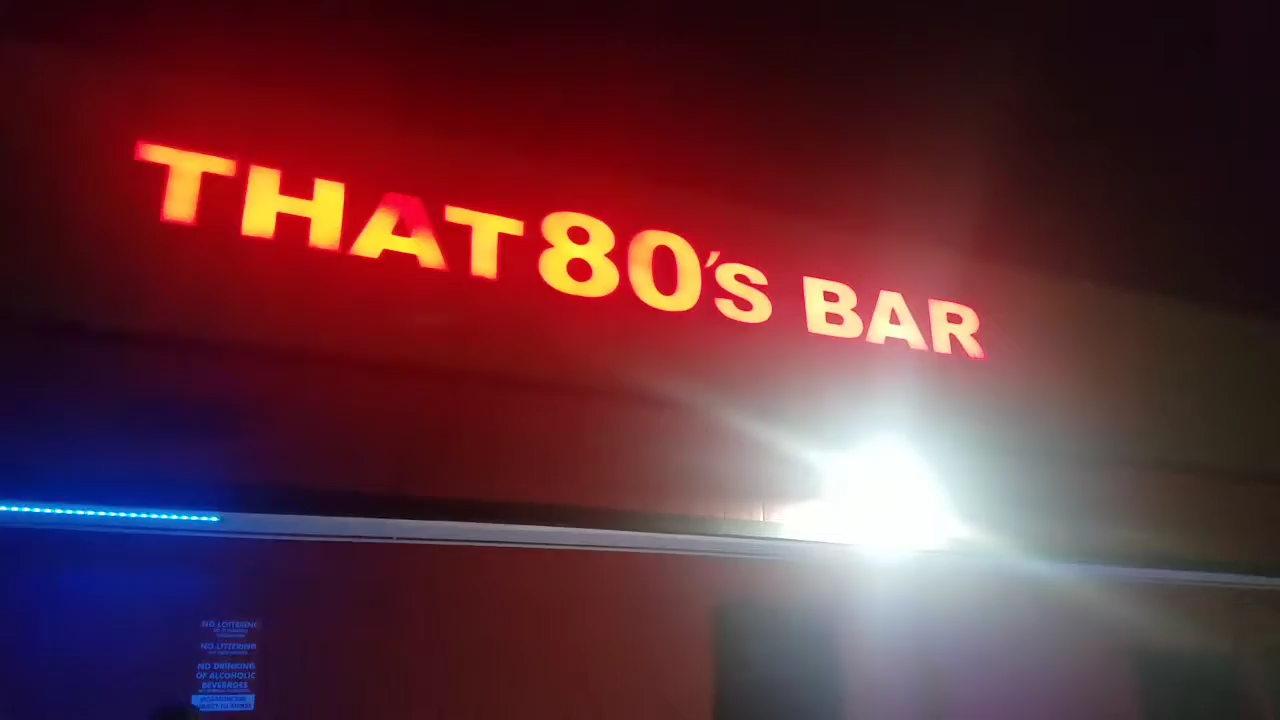 THAT 80's BAR
NO LOITERING
NO LITTERING
NO DRINKING
OF ALCOHOLIC
BEVERAGES